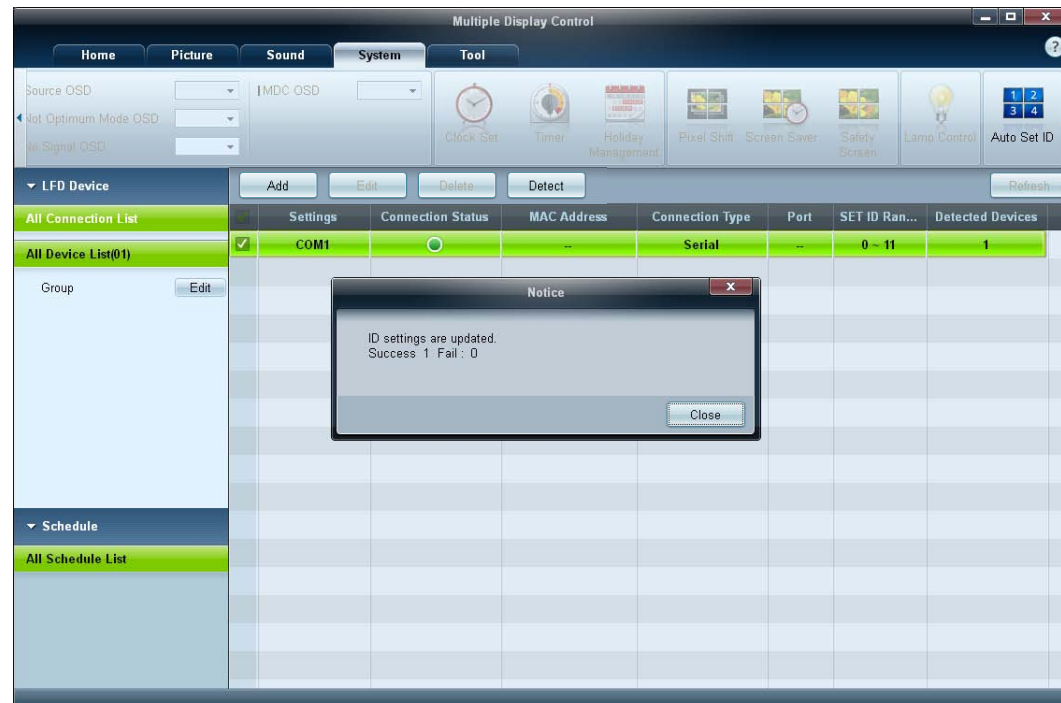 Multiple Display Control
Home Picture Sound System Tool
Source OSD MDC OSD
Not Optimum Mode OSD
No Signal OSD
Clock Set Timer Holiday Management Pixel Shift Screen Saver Safety Screen Lamp Control
1 2
3 4
Auto Set ID
LFD Device Add Edit Delete Detect Refresh
All Connection List Settings Connection Status MAC Address Connection Type Port SET ID Ran... Detected Devices
All Device List(01) COM1 -- Serial -- 0 ~ 11 1
Group Edit
Notice
ID settings are updated.
Success 1 Fail : 0
Close
Schedule
All Schedule List